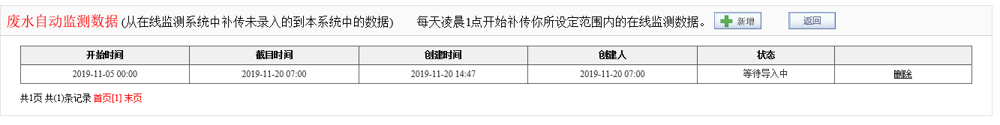 废水自动监测数据 (从在线监测系统中补传未录入的到本系统中的数据) 每天凌晨1点开始补传你所设定范围内的在线监测数据。 新增 返回
开始时间 截目时间 创建时间 创建人 状态
2019-11-05 00:00 2019-11-20 07:00 2019-11-20 14:47 2019-11-20 07:00 等待导入中 删除
共1页 共(1)条记录 首页[1] 末页